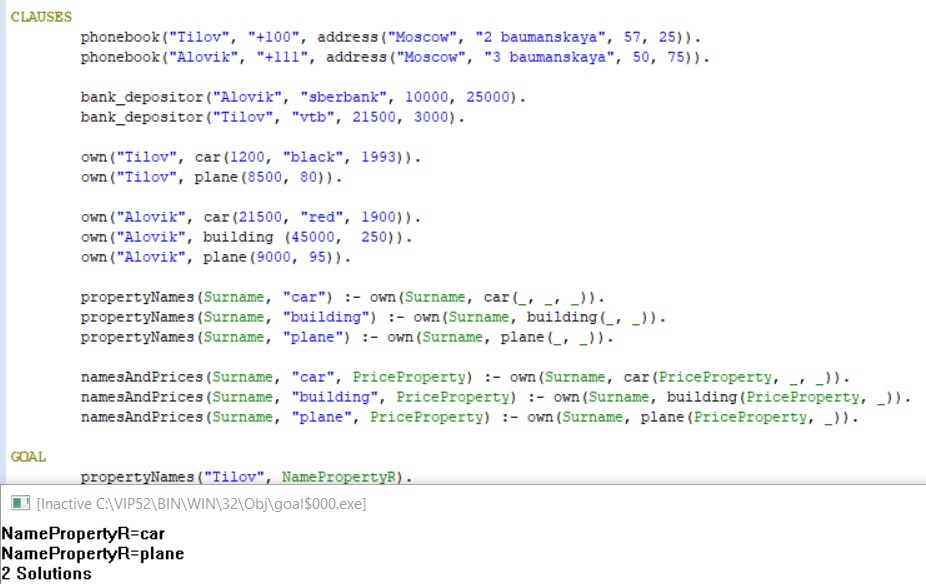 CLAUSES
phonebook("Tilov", "+100", address("Moscow", "2 baumanskaya", 57, 25)).
phonebook("Alovik", "+111", address("Moscow", "3 baumanskaya", 50, 75)).
bank_depositor("Alovik", "sberbank", 10000, 25000).
bank_depositor("Tilov", "vtb", 21500, 3000).
own("Tilov", car(1200, "black", 1993)).
own("Tilov", plane(8500, 80)).
own("Alovik", car(21500, "red", 1900)).
own("Alovik", building (45000,  250)).
own("Alovik", plane(9000, 95)).
propertyNames(Surname, "car") :- own(Surname, car(_, _, _)).
propertyNames(Surname, "building") :- own(Surname, building(_, _)).
propertyNames(Surname, "plane") :- own(Surname, plane(_, _)).
namesAndPrices(Surname, "car", PriceProperty) :- own(Surname, car(PriceProperty, _, _)).
namesAndPrices(Surname, "building", PriceProperty) :- own(Surname, building(PriceProperty, _)).
namesAndPrices(Surname, "plane", PriceProperty) :- own(Surname, plane(PriceProperty, _)).
GOAL
propertyNames("Tilov", NamePropertyR).
[Inactive C:\VIP52\BIN\WIN\32\Obj\goal$000.exe]
NamePropertyR=car
NamePropertyR=plane
2 Solutions